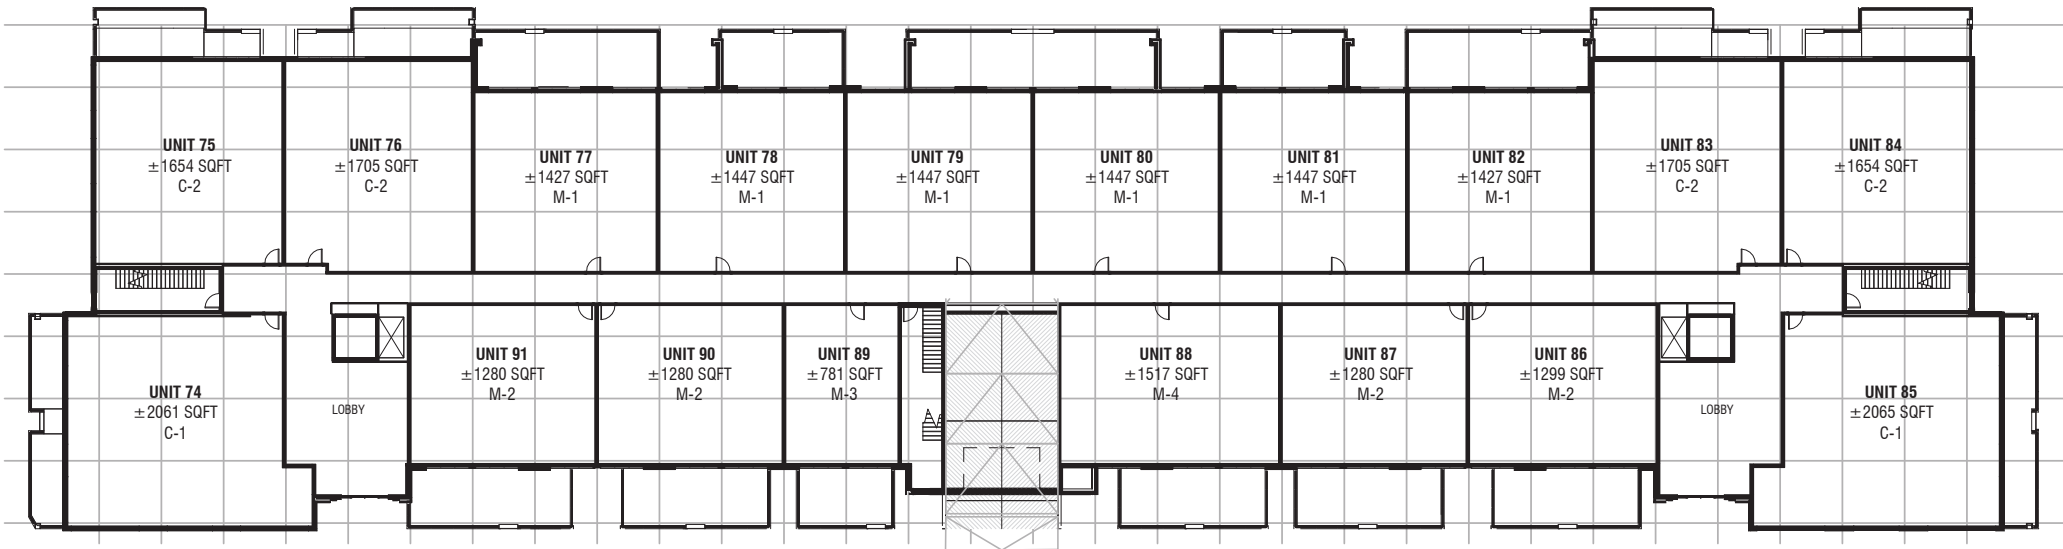 UNIT 75
±1654 SQFT
C-2
UNIT 76
±1705 SQFT
C-2
UNIT 77
±1427 SQFT
M-1
UNIT 78
±1447 SQFT
M-1
UNIT 79
±1447 SQFT
M-1
UNIT 80
±1447 SQFT
M-1
UNIT 81
±1447 SQFT
M-1
UNIT 82
±1427 SQFT
M-1
UNIT 83
±1705 SQFT
C-2
UNIT 84
±1654 SQFT
C-2
UNIT 74
±2061 SQFT
C-1
LOBBY
UNIT 91
±1280 SQFT
M-2
UNIT 90
±1280 SQFT
M-2
UNIT 89
±781 SQFT
M-3
UNIT 88
±1517 SQFT
M-4
UNIT 87
±1280 SQFT
M-2
UNIT 86
±1299 SQFT
M-2
LOBBY
UNIT 85
±2065 SQFT
C-1